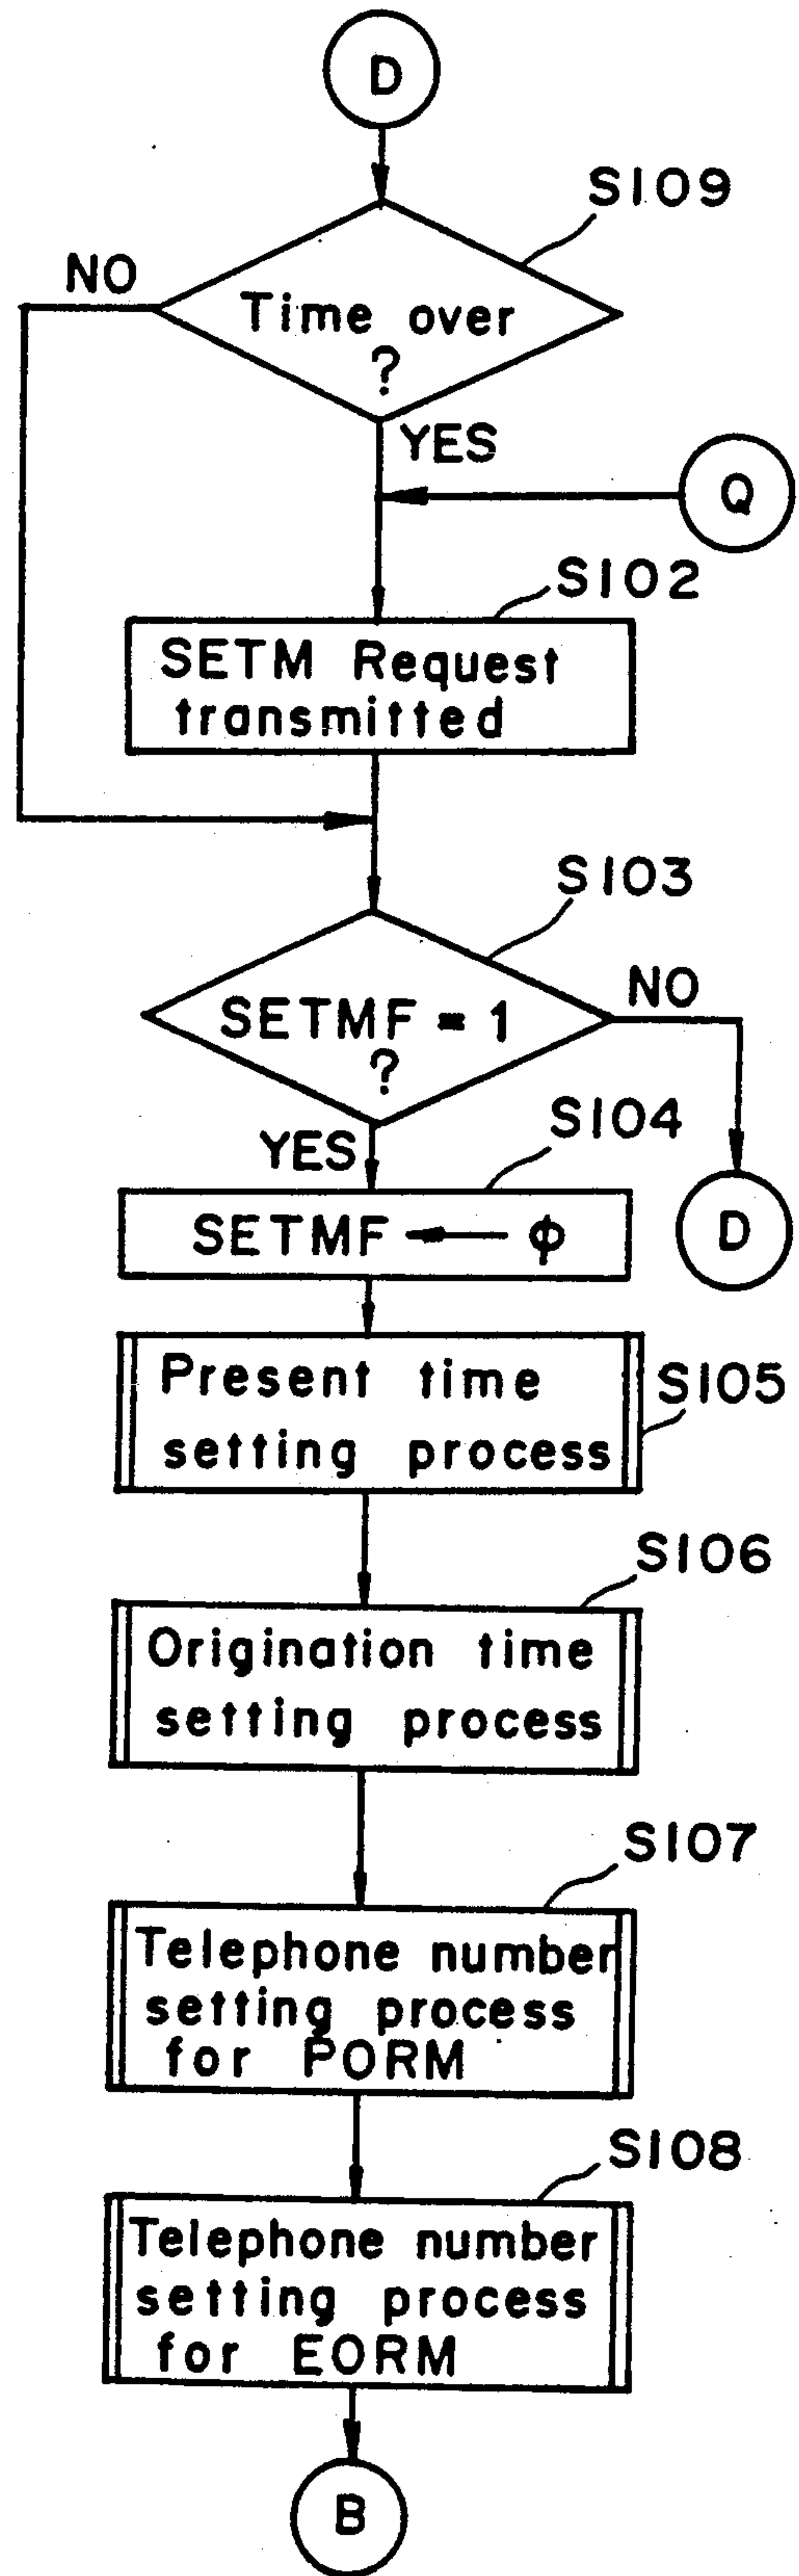 D
S109
NO
Time over
?
YES
Q
S102
SETM Request
transmitted
S103
SETMF = 1
?
NO
YES
S104
SETMF ← φ
D
Present time
setting process
S105
S106
Origination time
setting process
S107
Telephone number
setting process
for PORM
S108
Telephone number
setting process
for EORM
B